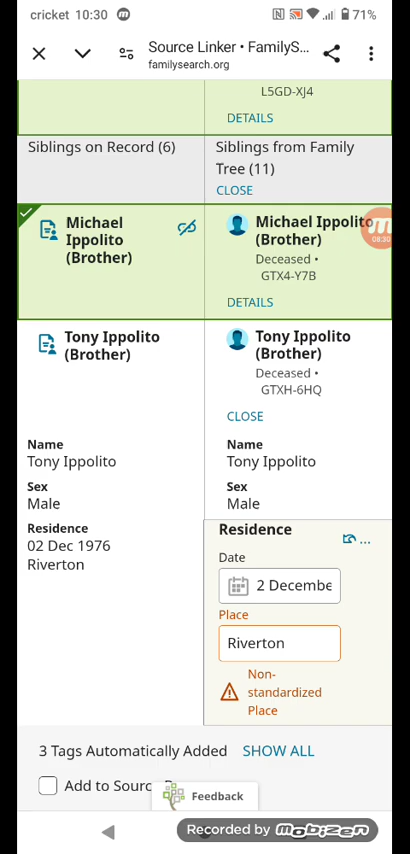 cricket 10:30 71%
Source Linker • FamilyS...
familysearch.org
L5GD-XJ4
DETAILS
Siblings on Record (6)
Siblings from Family
Tree (11)
CLOSE
Michael
Ippolito
(Brother)
Michael Ippolito
(Brother)
Deceased •
GTX4-Y7B
DETAILS
08:30
Tony Ippolito
(Brother)
Tony Ippolito
(Brother)
Deceased •
GTXH-6HQ
CLOSE
Name
Tony Ippolito
Sex
Male
Residence
02 Dec 1976
Riverton
Name
Tony Ippolito
Sex
Male
Residence
...
Date
2 Decembe
Place
Riverton
Non-
standardized
Place
3 Tags Automatically Added SHOW ALL
Add to Sourc
Feedback
Recorded by MOBIZEN